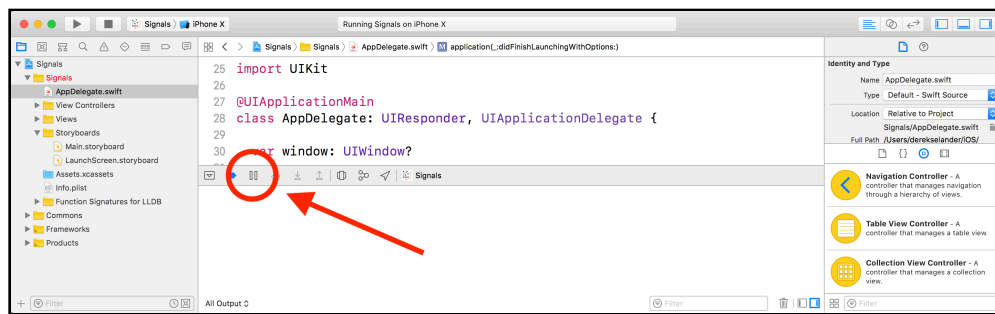 Signals 〉 iPhone X
Running Signals on iPhone X
Signals 〉 Signals 〉 AppDelegate.swift 〉 M application(_:didFinishLaunchingWithOptions:)
Signals
Signals
AppDelegate.swift
View Controllers
Views
Storyboards
Main.storyboard
LaunchScreen.storyboard
Assets.xcassets
Info.plist
Function Signatures for LLDB
Commons
Frameworks
Products
Filter
25 import UIKit
26
27 @UIApplicationMain
28 class AppDelegate: UIResponder, UIApplicationDelegate {
29
30 var window: UIWindow?
Signals
All Output
Filter
Identity and Type
Name AppDelegate.swift
Type Default - Swift Source
Location Relative to Project
Signals/AppDelegate.swift
Full Path /Users/derekselander/iOS/
{}
Navigation Controller - A
controller that manages navigation
through a hierarchy of views.
Table View Controller - A
controller that manages a table view.
Collection View Controller - A
controller that manages a collection
view.
Filter